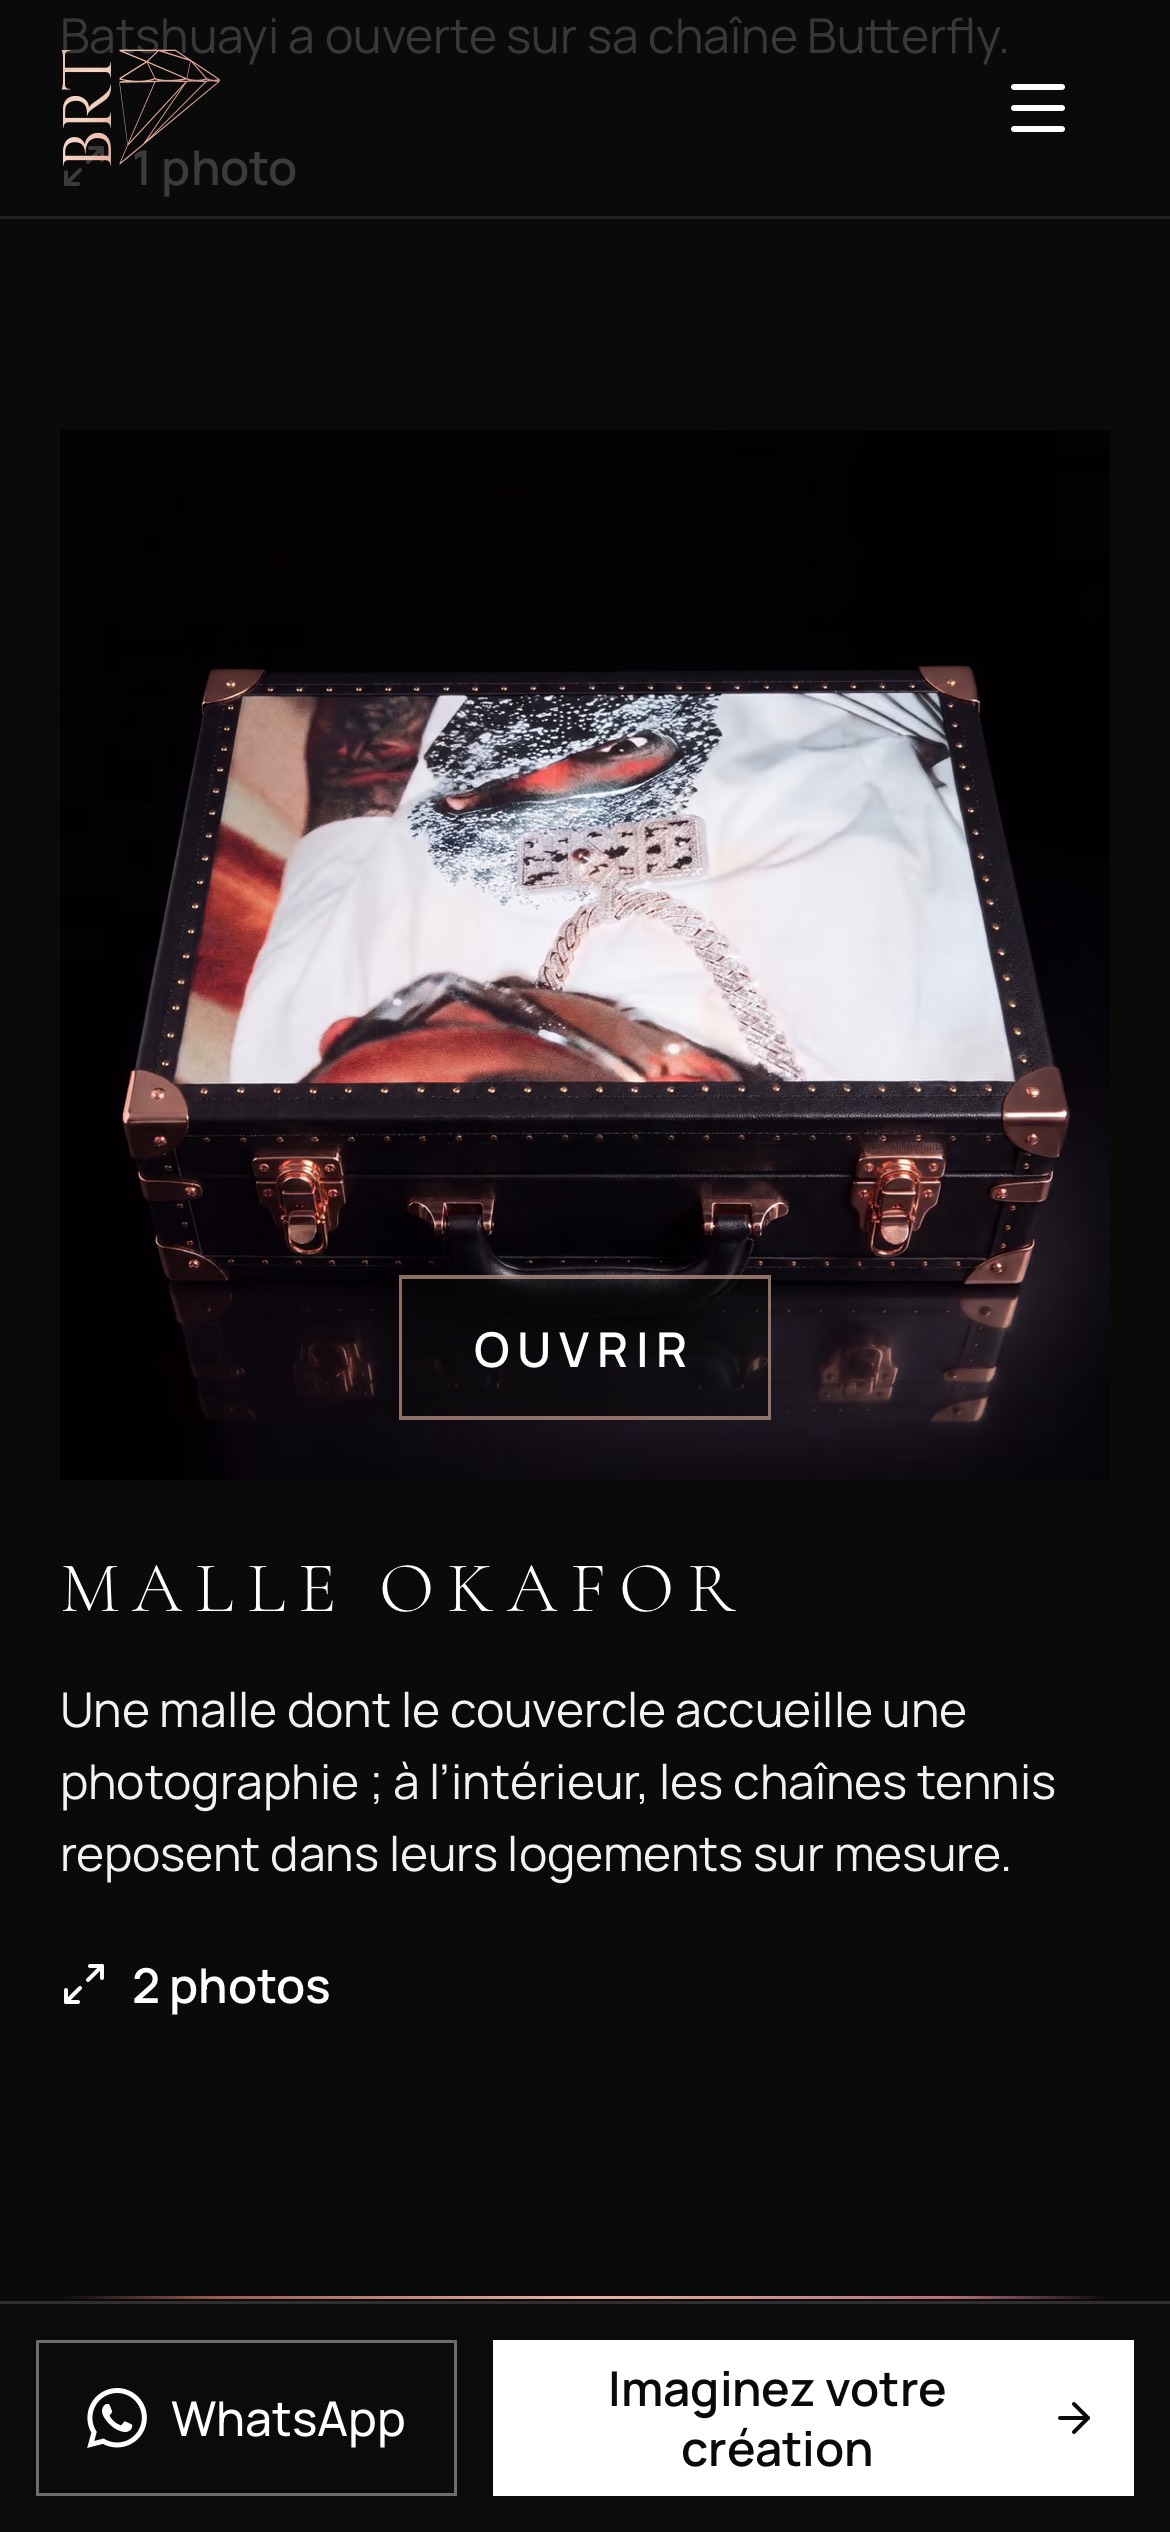 Batshuayi a ouverte sur sa chaîne Butterfly.
BRT
1 photo
OUVRIR
MALLE OKAFOR
Une malle dont le couvercle accueille une
photographie ; à l’intérieur, les chaînes tennis
reposent dans leurs logements sur mesure.
2 photos
WhatsApp
Imaginez votre
création